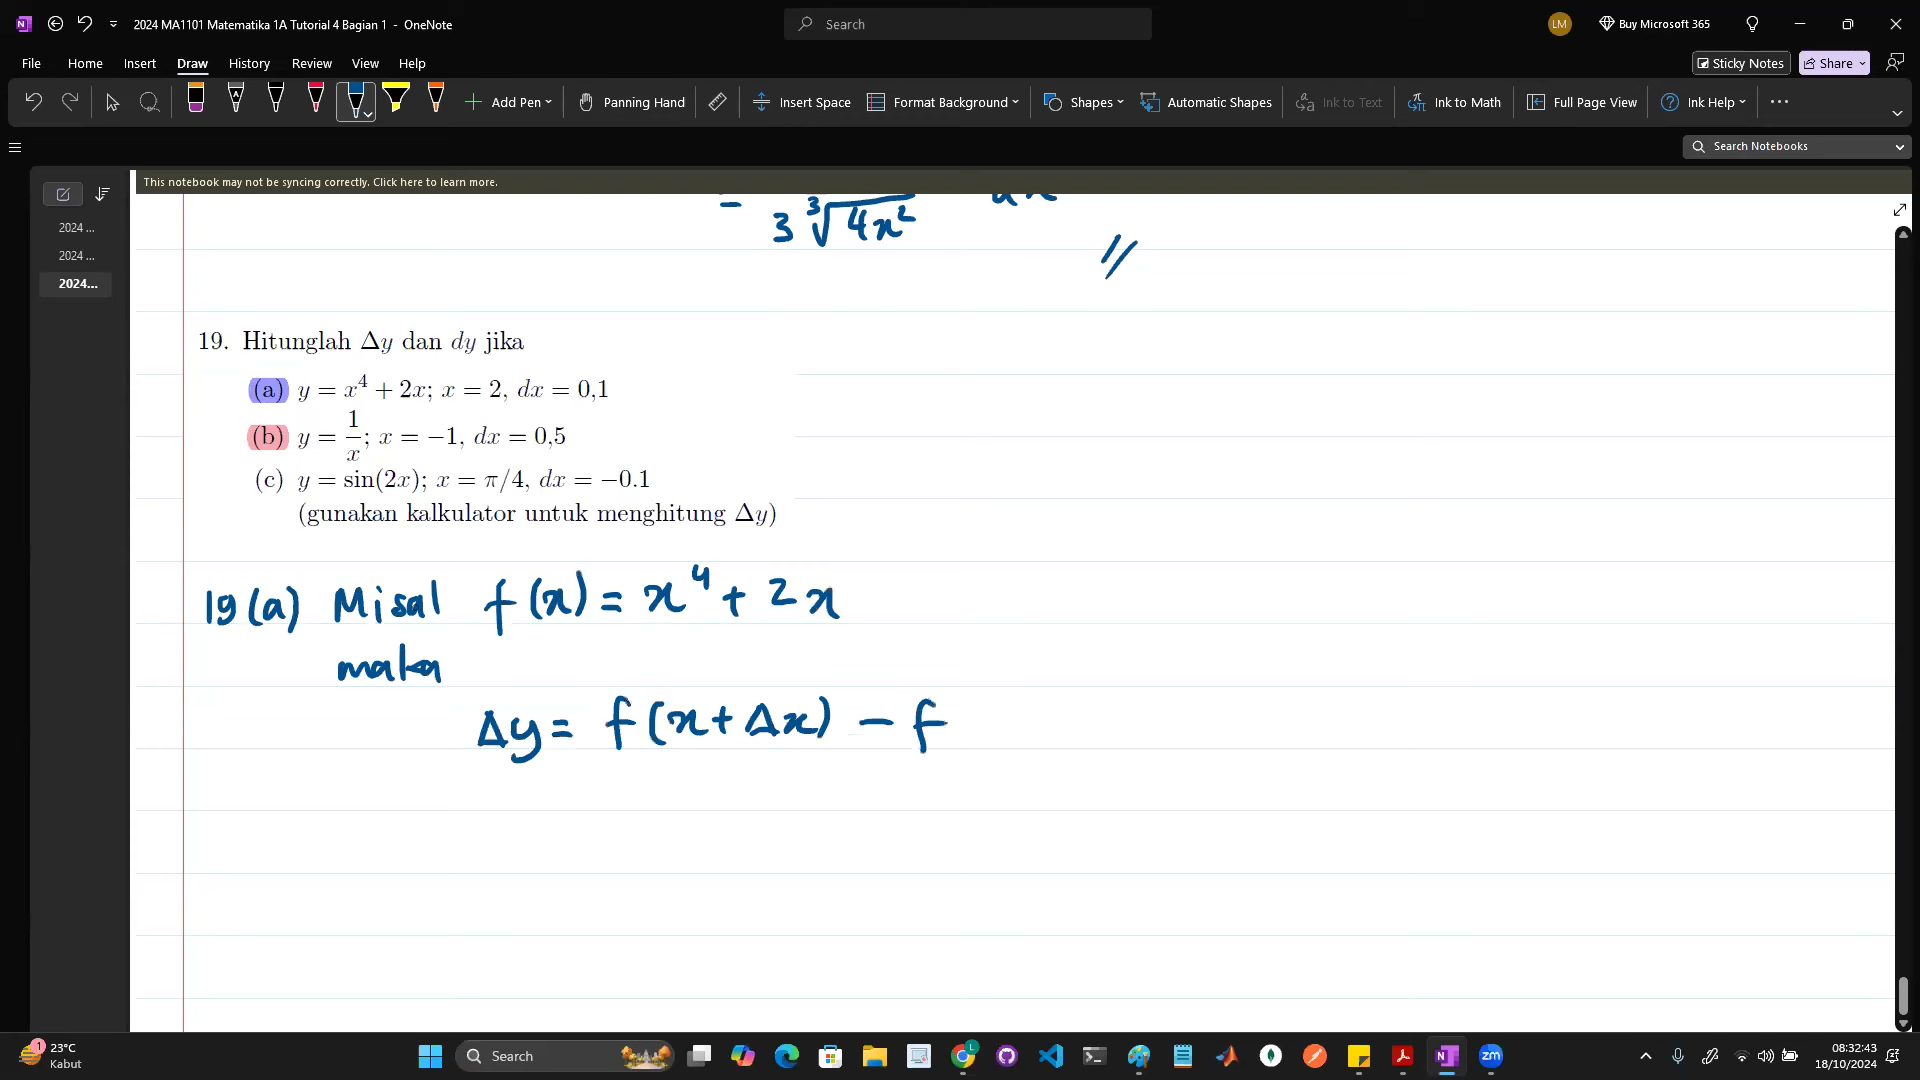 2024 MA1101 Matematika 1A Tutorial 4 Bagian 1 - OneNote
Search
LM
Buy Microsoft 365
File Home Insert Draw History Review View Help
Sticky Notes
Share
Add Pen
Panning Hand
Insert Space
Format Background
Shapes
Automatic Shapes
Ink to Text
Ink to Math
Full Page View
Ink Help
Search Notebooks
This notebook may not be syncing correctly. Click here to learn more.
2024 ...
2024 ...
2024...
= 3 ∛4x²
19. Hitunglah Δy dan dy jika
(a) y = x⁴ + 2x; x = 2, dx = 0,1
(b) y = 1/x; x = −1, dx = 0,5
(c) y = sin(2x); x = π/4, dx = −0.1
(gunakan kalkulator untuk menghitung Δy)
19(a) Misal f(x) = x⁴ + 2x
maka
Δy = f(x+Δx) − f
1
23°C
Kabut
Search
08:32:43
18/10/2024